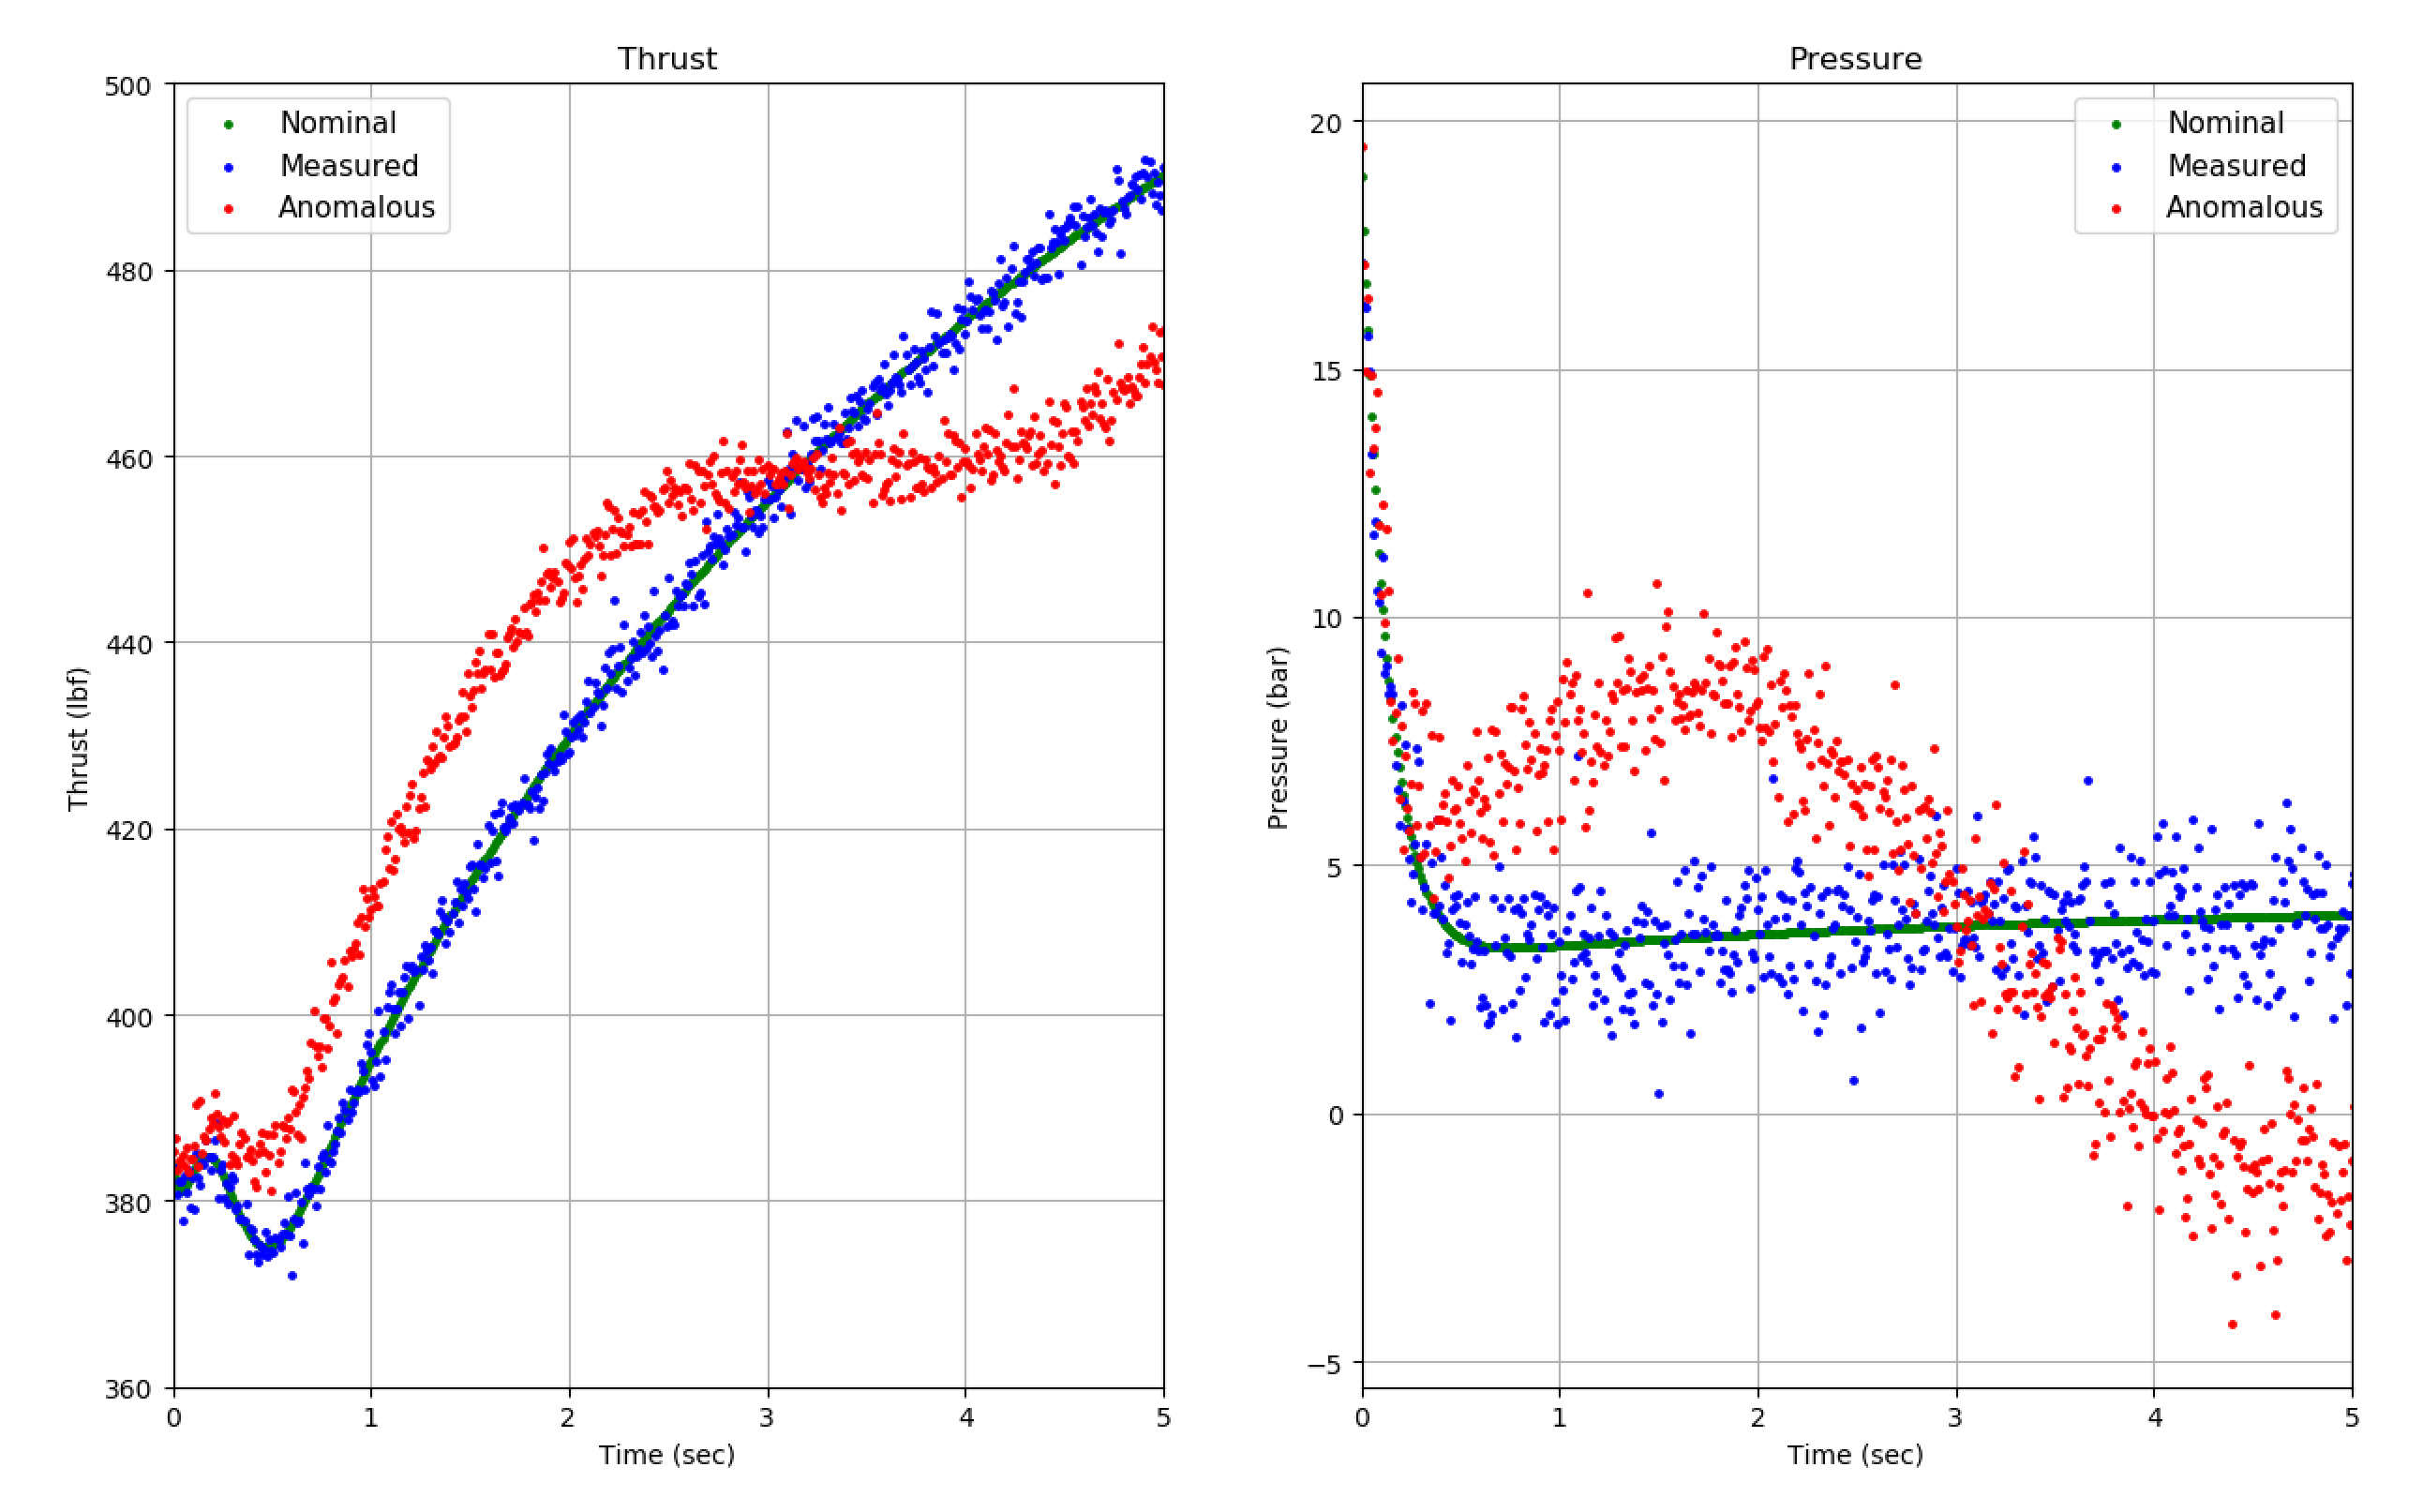 Thrust
500
480
460
440
420
400
380
360
Thrust (lbf)
Nominal
Measured
Anomalous
0 1 2 3 4 5
Time (sec)
Pressure
20
15
10
5
0
−5
Pressure (bar)
Nominal
Measured
Anomalous
0 1 2 3 4 5
Time (sec)